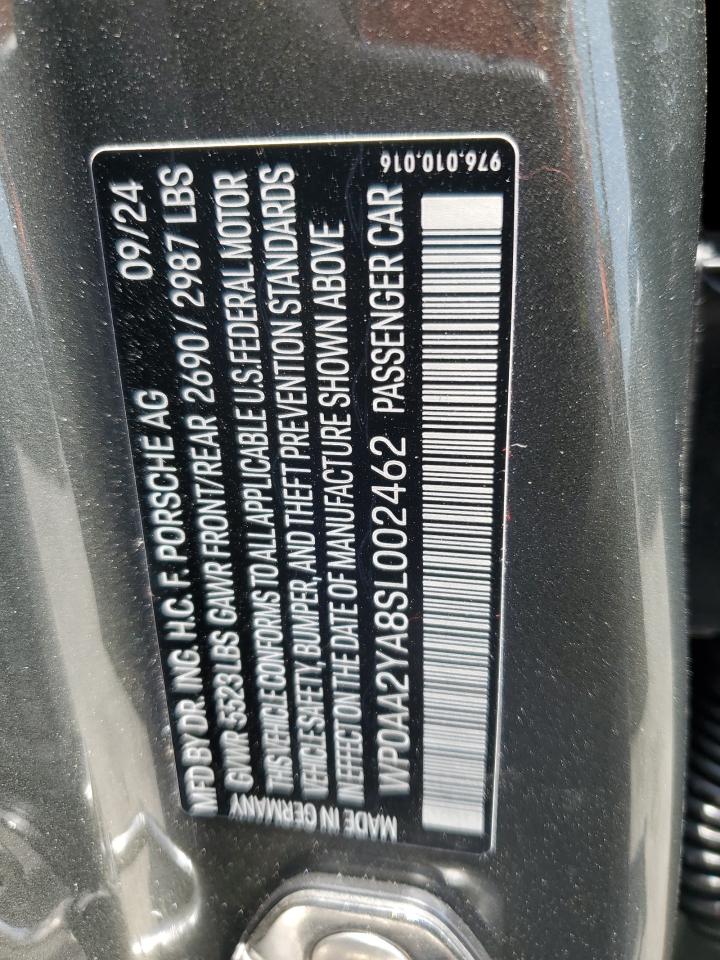 MFD BY DR. ING. H.C. F. PORSCHE AG 09/24
GVWR 5523 LBS GAWR FRONT/REAR 2690/2987 LBS
THIS VEHICLE CONFORMS TO ALL APPLICABLE U.S. FEDERAL MOTOR
VEHICLE SAFETY, BUMPER, AND THEFT PREVENTION STANDARDS
IN EFFECT ON THE DATE OF MANUFACTURE SHOWN ABOVE
WP0AA2YA8SL002462 PASSENGER CAR
MADE IN GERMANY
976.010.016